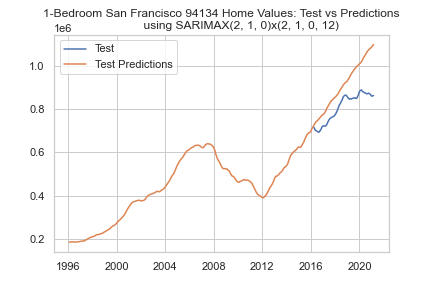 1-Bedroom San Francisco 94134 Home Values: Test vs Predictions
using SARIMAX(2, 1, 0)x(2, 1, 0, 12)
1e6
Test
Test Predictions
1.0
0.8
0.6
0.4
0.2
1996 2000 2004 2008 2012 2016 2020